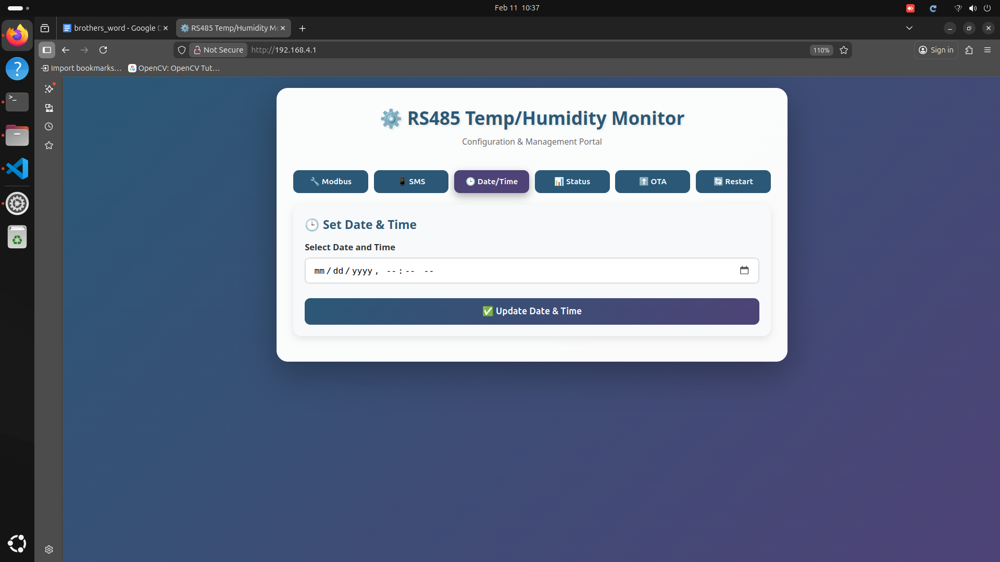 Feb 11 10:37
brothers_word - Google D
RS485 Temp/Humidity Mo
Not Secure
http://192.168.4.1
110%
Sign in
Import bookmarks...
OpenCV: OpenCV Tut...
RS485 Temp/Humidity Monitor
Configuration & Management Portal
Modbus
SMS
Date/Time
Status
OTA
Restart
Set Date & Time
Select Date and Time
mm/dd/yyyy, --:-- --
Update Date & Time